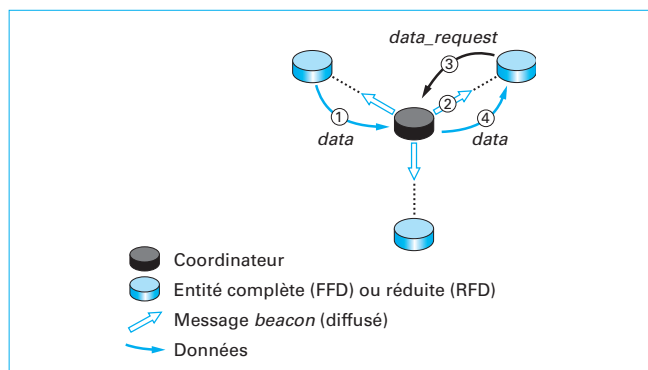 data_request
③
① ② ④
data data
Coordinateur
Entité complète (FFD) ou réduite (RFD)
Message beacon (diffusé)
Données